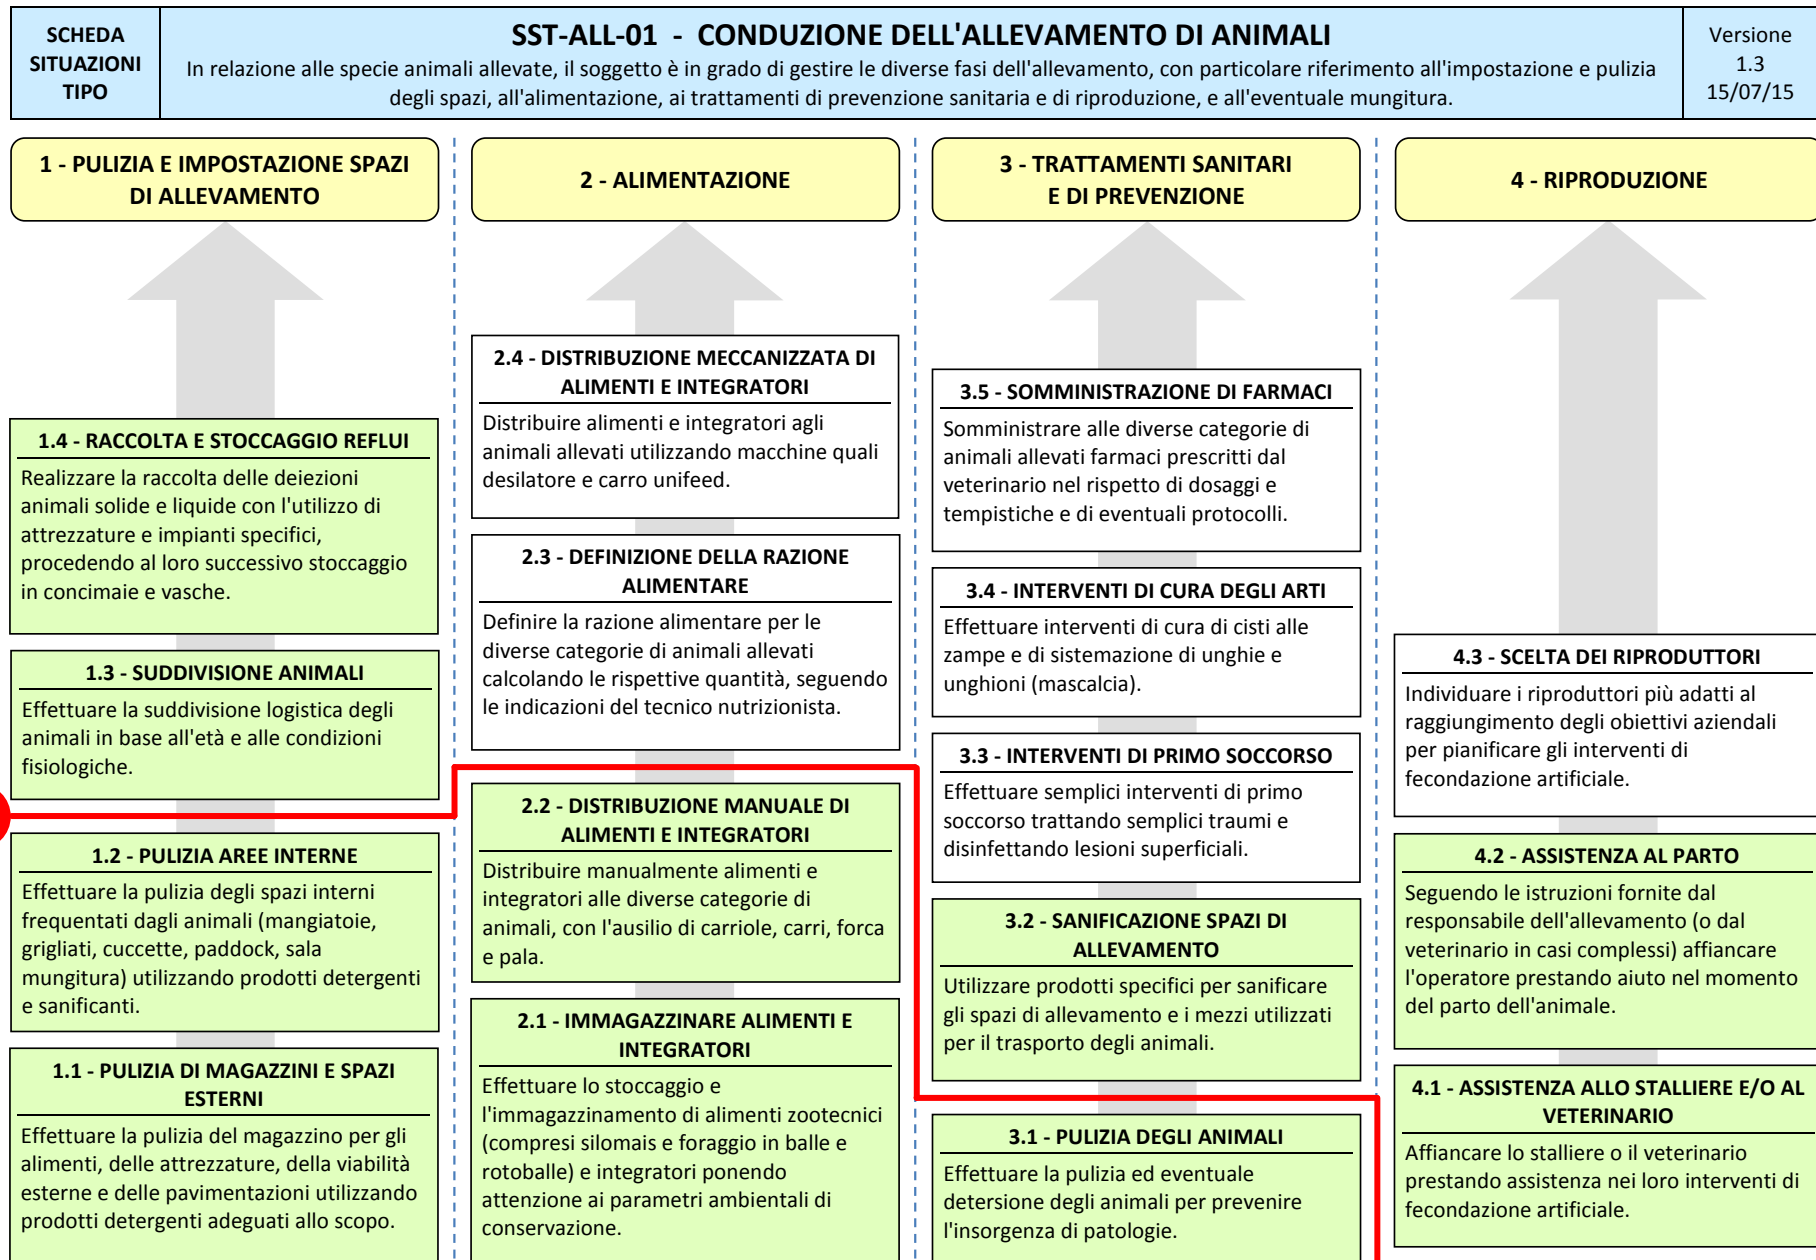 SCHEDA
SITUAZIONI
TIPO
SST-ALL-01 - CONDUZIONE DELL'ALLEVAMENTO DI ANIMALI
In relazione alle specie animali allevate, il soggetto è in grado di gestire le diverse fasi dell'allevamento, con particolare riferimento all'impostazione e pulizia
degli spazi, all'alimentazione, ai trattamenti di prevenzione sanitaria e di riproduzione, e all'eventuale mungitura.
Versione
1.3
15/07/15
1 - PULIZIA E IMPOSTAZIONE SPAZI
DI ALLEVAMENTO
1.4 - RACCOLTA E STOCCAGGIO REFLUI
Realizzare la raccolta delle deiezioni
animali solide e liquide con l'utilizzo di
attrezzature e impianti specifici,
procedendo al loro successivo stoccaggio
in concimaie e vasche.
1.3 - SUDDIVISIONE ANIMALI
Effettuare la suddivisione logistica degli
animali in base all'età e alle condizioni
fisiologiche.
1.2 - PULIZIA AREE INTERNE
Effettuare la pulizia degli spazi interni
frequentati dagli animali (mangiatoie,
grigliati, cuccette, paddock, sala
mungitura) utilizzando prodotti detergenti
e sanificanti.
1.1 - PULIZIA DI MAGAZZINI E SPAZI
ESTERNI
Effettuare la pulizia del magazzino per gli
alimenti, delle attrezzature, della viabilità
esterne e delle pavimentazioni utilizzando
prodotti detergenti adeguati allo scopo.
2 - ALIMENTAZIONE
2.4 - DISTRIBUZIONE MECCANIZZATA DI
ALIMENTI E INTEGRATORI
Distribuire alimenti e integratori agli
animali allevati utilizzando macchine quali
desilatore e carro unifeed.
2.3 - DEFINIZIONE DELLA RAZIONE
ALIMENTARE
Definire la razione alimentare per le
diverse categorie di animali allevati
calcolando le rispettive quantità, seguendo
le indicazioni del tecnico nutrizionista.
2.2 - DISTRIBUZIONE MANUALE DI
ALIMENTI E INTEGRATORI
Distribuire manualmente alimenti e
integratori alle diverse categorie di
animali, con l'ausilio di carriole, carri, forca
e pala.
2.1 - IMMAGAZZINARE ALIMENTI E
INTEGRATORI
Effettuare lo stoccaggio e
l'immagazzinamento di alimenti zootecnici
(compresi silomais e foraggio in balle e
rotoballe) e integratori ponendo
attenzione ai parametri ambientali di
conservazione.
3 - TRATTAMENTI SANITARI
E DI PREVENZIONE
3.5 - SOMMINISTRAZIONE DI FARMACI
Somministrare alle diverse categorie di
animali allevati farmaci prescritti dal
veterinario nel rispetto di dosaggi e
tempistiche e di eventuali protocolli.
3.4 - INTERVENTI DI CURA DEGLI ARTI
Effettuare interventi di cura di cisti alle
zampe e di sistemazione di unghie e
unghioni (mascalcia).
3.3 - INTERVENTI DI PRIMO SOCCORSO
Effettuare semplici interventi di primo
soccorso trattando semplici traumi e
disinfettando lesioni superficiali.
3.2 - SANIFICAZIONE SPAZI DI
ALLEVAMENTO
Utilizzare prodotti specifici per sanificare
gli spazi di allevamento e i mezzi utilizzati
per il trasporto degli animali.
3.1 - PULIZIA DEGLI ANIMALI
Effettuare la pulizia ed eventuale
detersione degli animali per prevenire
l'insorgenza di patologie.
4 - RIPRODUZIONE
4.3 - SCELTA DEI RIPRODUTTORI
Individuare i riproduttori più adatti al
raggiungimento degli obiettivi aziendali
per pianificare gli interventi di
fecondazione artificiale.
4.2 - ASSISTENZA AL PARTO
Seguendo le istruzioni fornite dal
responsabile dell'allevamento (o dal
veterinario in casi complessi) affiancare
l'operatore prestando aiuto nel momento
del parto dell'animale.
4.1 - ASSISTENZA ALLO STALLIERE E/O AL
VETERINARIO
Affiancare lo stalliere o il veterinario
prestando assistenza nei loro interventi di
fecondazione artificiale.